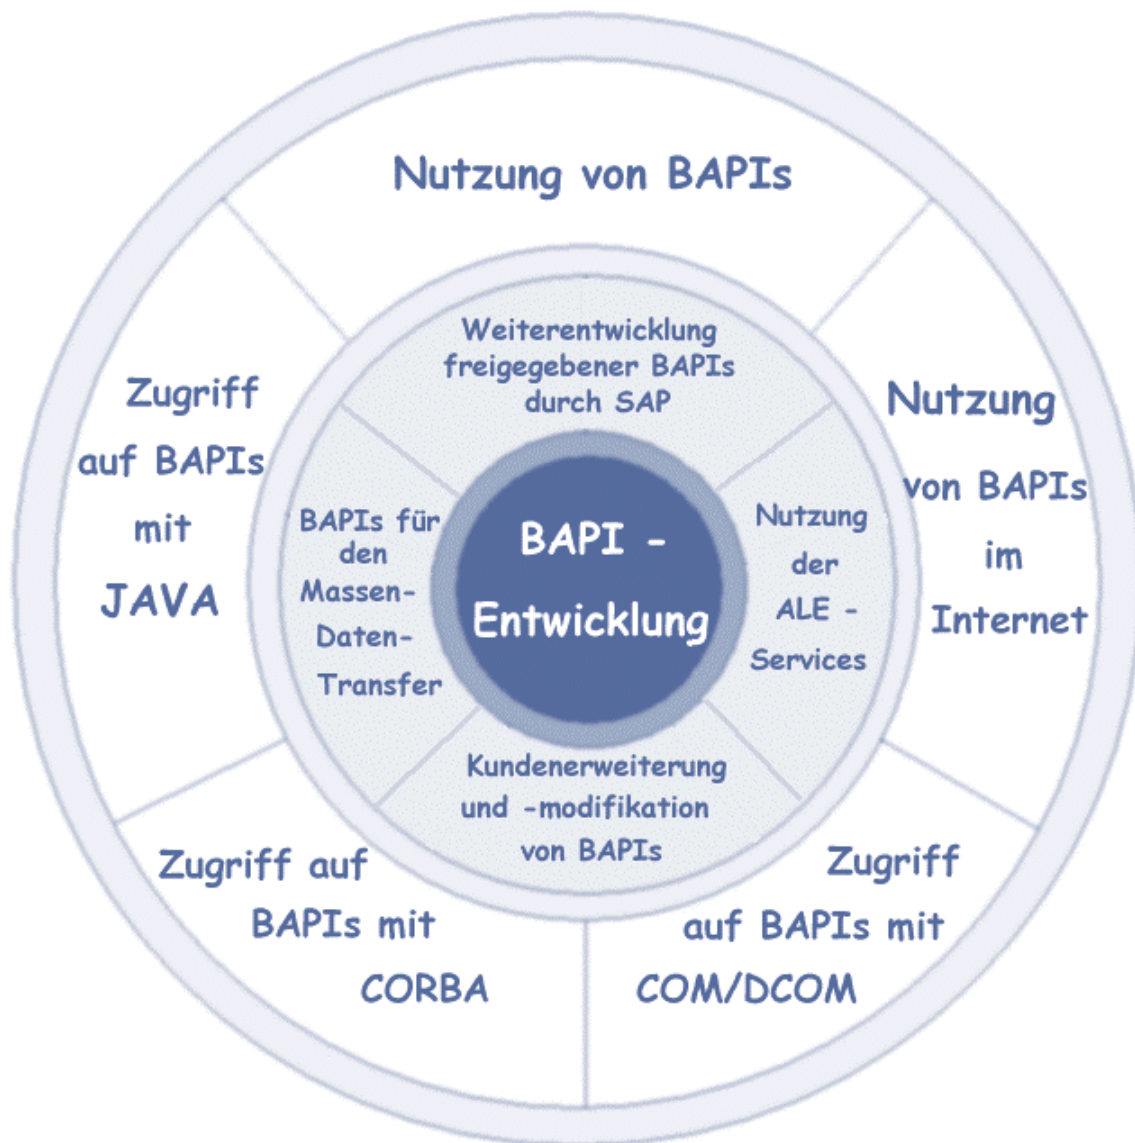 Nutzung von BAPIs
Weiterentwicklung
freigegebener BAPIs
durch SAP
Zugriff
auf BAPIs
mit
JAVA
Nutzung
von BAPIs
im
Internet
BAPIs für
den
Massen-
Daten-
Transfer
BAPI -
Entwicklung
Nutzung
der
ALE -
Services
Kundenerweiterung
und -modifikation
von BAPIs
Zugriff auf
BAPIs mit
CORBA
Zugriff
auf BAPIs mit
COM/DCOM